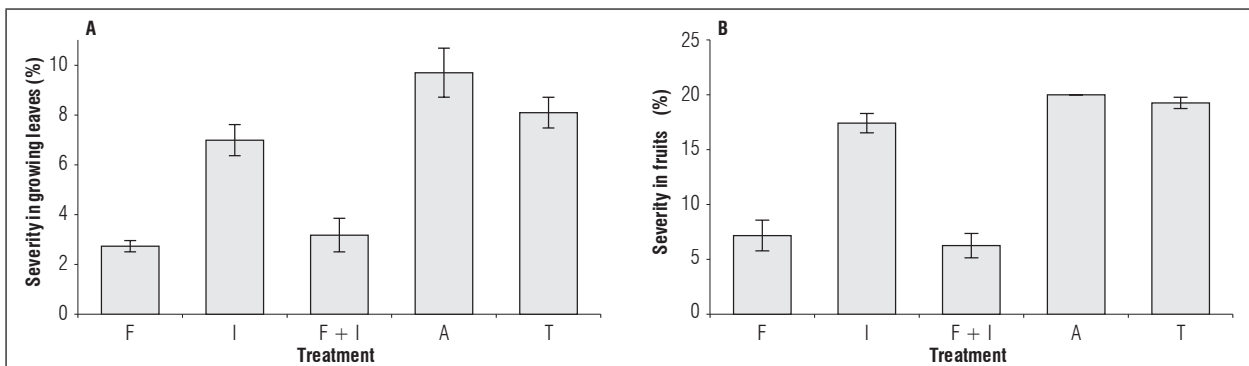 A
Severity in growing leaves (%)
10
8
6
4
2
0
F I F + I A T
Treatment
B
Severity in fruits (%)
25
20
15
10
5
0
F I F + I A T
Treatment